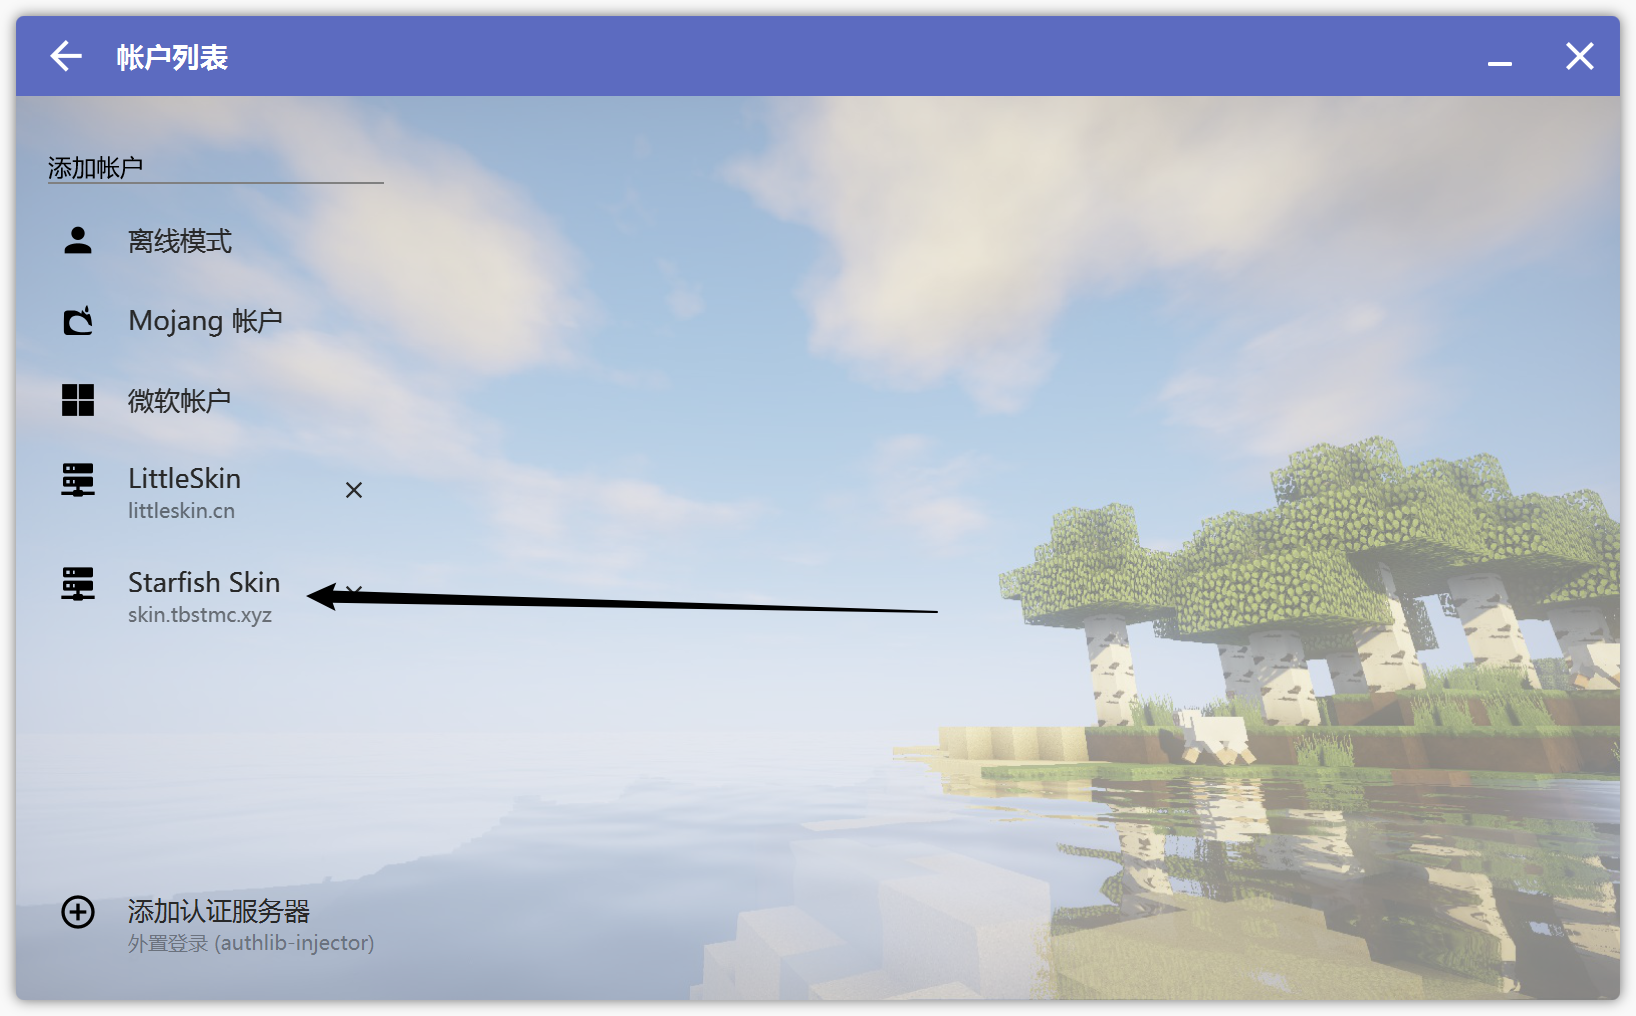 帐户列表
添加帐户
离线模式
Mojang 帐户
微软帐户
LittleSkin
littleskin.cn
Starfish Skin
skin.tbstmc.xyz
添加认证服务器
外置登录 (authlib-injector)